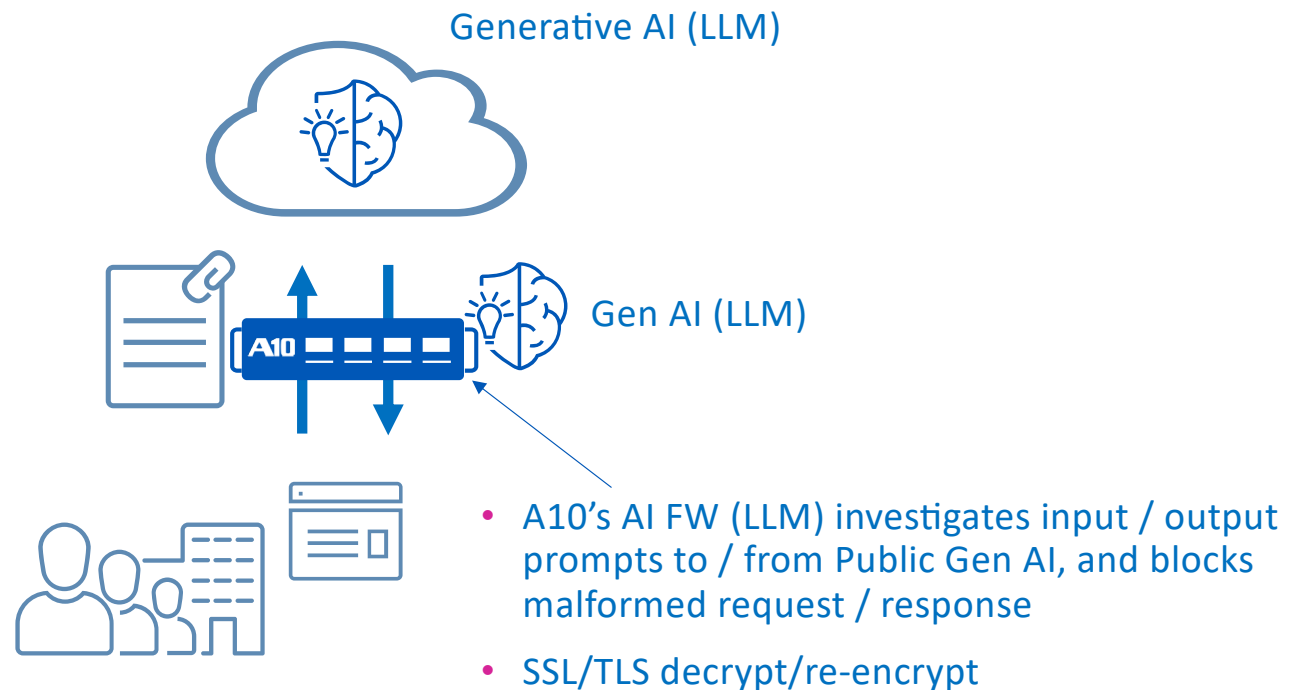 Generative AI (LLM)
Gen AI (LLM)
A10
• A10's AI FW (LLM) investigates input / output
prompts to / from Public Gen AI, and blocks
malformed request / response
• SSL/TLS decrypt/re-encrypt